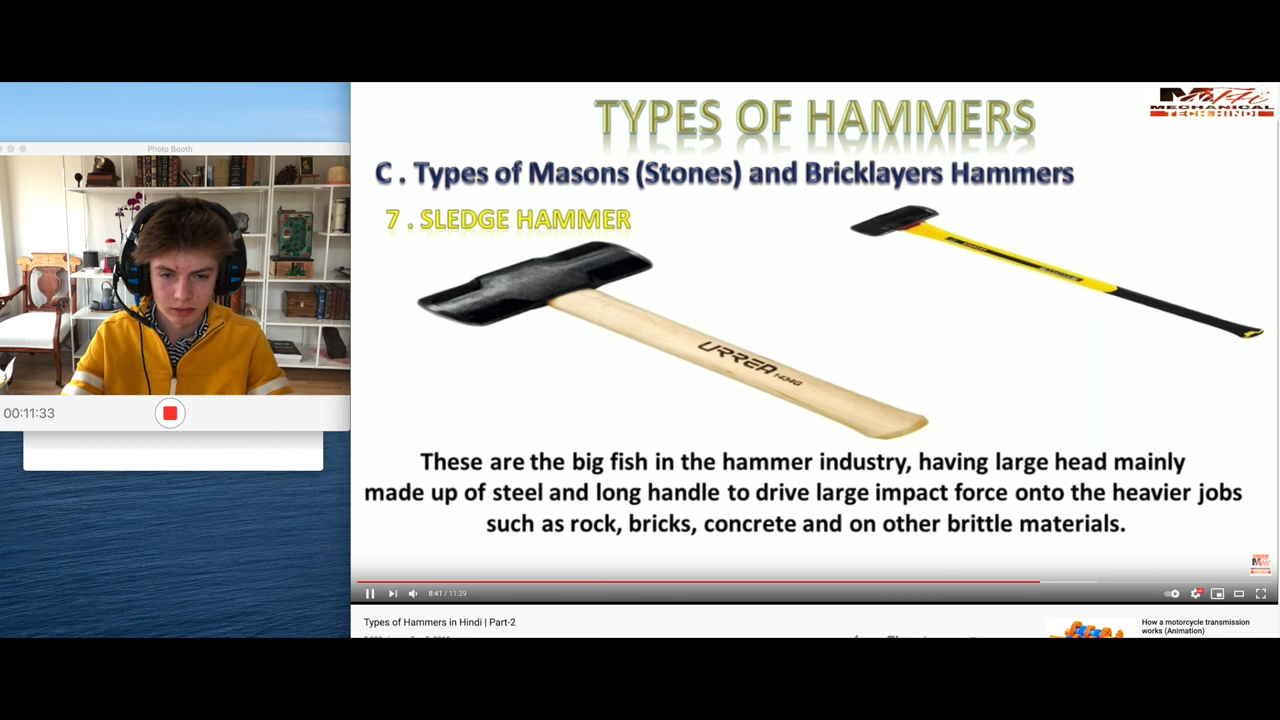 Photo Booth
00:11:33
MECHANICAL
TECH HINDI
TYPES OF HAMMERS
C . Types of Masons (Stones) and Bricklayers Hammers
7 . SLEDGE HAMMER
URREA 1434G
These are the big fish in the hammer industry, having large head mainly
made up of steel and long handle to drive large impact force onto the heavier jobs
such as rock, bricks, concrete and on other brittle materials.
8:41 / 11:39
Types of Hammers in Hindi | Part-2
How a motorcycle transmission
works (Animation)